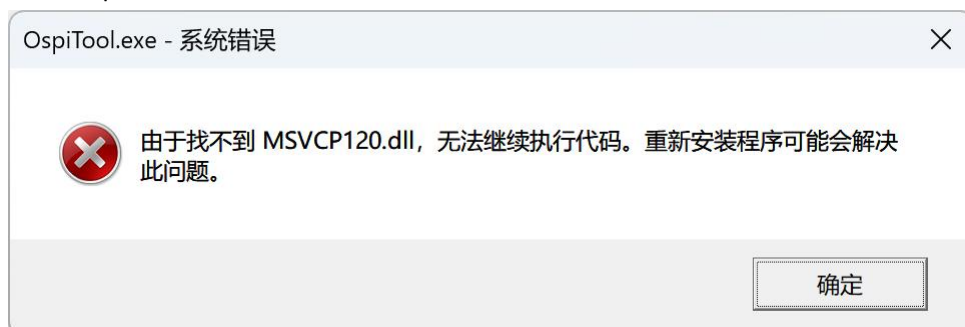 OspiTool.exe - 系统错误
由于找不到 MSVCP120.dll，无法继续执行代码。重新安装程序可能会解决
此问题。
确定